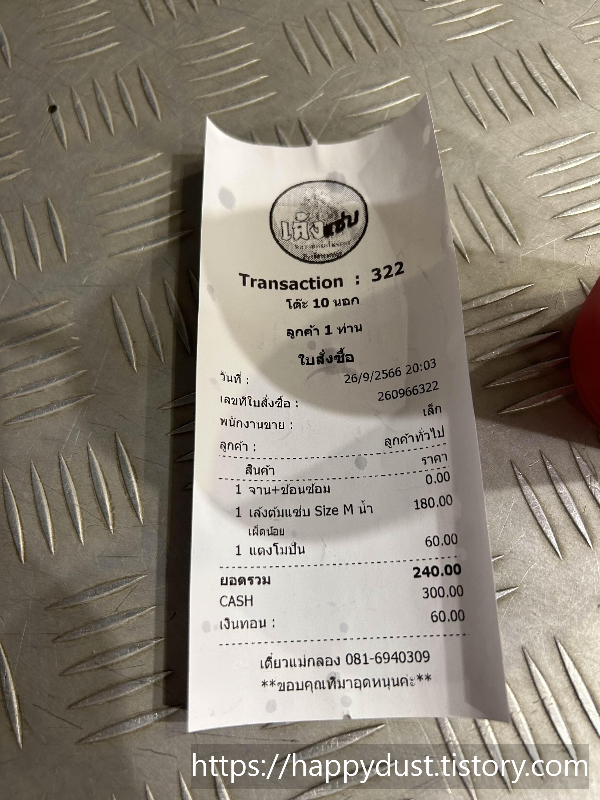 เล้งแซ่บ
Transaction : 322
โต๊ะ 10 นอก
ลูกค้า 1 ท่าน
ใบสั่งซื้อ
วันที่ : 26/9/2566 20:03
เลขที่ใบสั่งซื้อ : 260966322
พนักงานขาย : เล็ก
ลูกค้า : ลูกค้าทั่วไป
สินค้า ราคา
1 จาน+ช้อนซ้อม 0.00
1 เล้งต้มแซ่บ Size M น้ำ 180.00
เผ็ดน้อย
1 แตงโมปั่น 60.00
ยอดรวม 240.00
CASH 300.00
เงินทอน : 60.00
เดี่ยวแม่กลอง 081-6940309
**ขอบคุณที่มาอุดหนุนค่ะ**
https://happydust.tistory.com